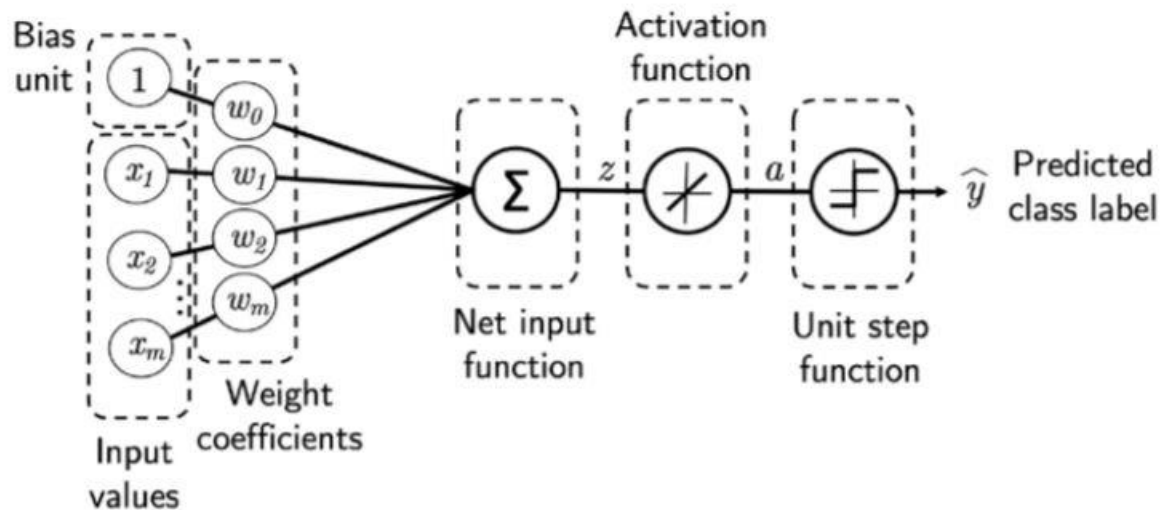 Bias
unit
1
w₀
x₁
w₁
x₂
w₂
⋮
xₘ
wₘ
Input
values
Weight
coefficients
Σ
Net input
function
z
Activation
function
a
Unit step
function
ŷ
Predicted
class label